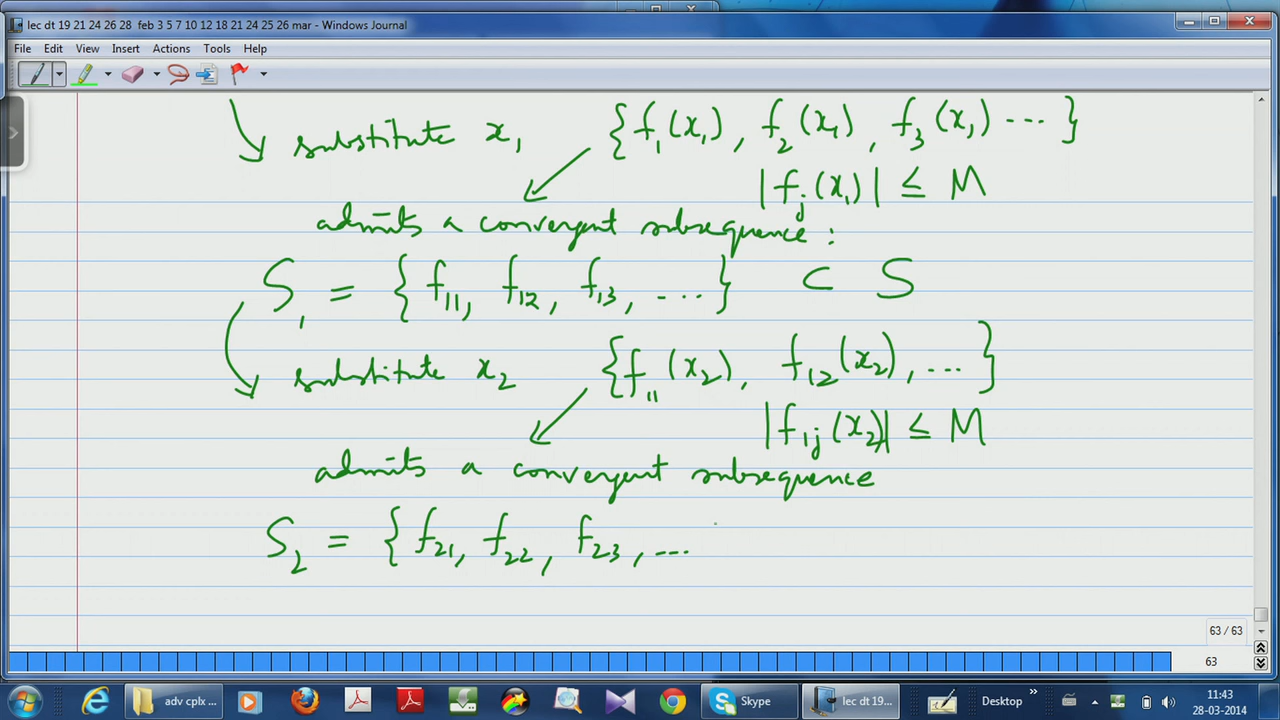 lec dt 19 21 24 26 28 feb 3 5 7 10 12 18 21 24 25 26 mar - Windows Journal
File Edit View Insert Actions Tools Help
substitute x₁ {f₁(x₁), f₂(x₁), f₃(x₁) ... }
|fⱼ(x₁)| ≤ M
admits a convergent subsequence :
S₁ = {f₁₁, f₁₂, f₁₃, ...} ⊂ S
substitute x₂ {f₁₁(x₂), f₁₂(x₂), ...}
|f₁ⱼ(x₂)| ≤ M
admits a convergent subsequence
S₂ = {f₂₁, f₂₂, f₂₃, ...
63 / 63
63
adv cplx ... Skype lec dt 19... Desktop » 11:43
28-03-2014